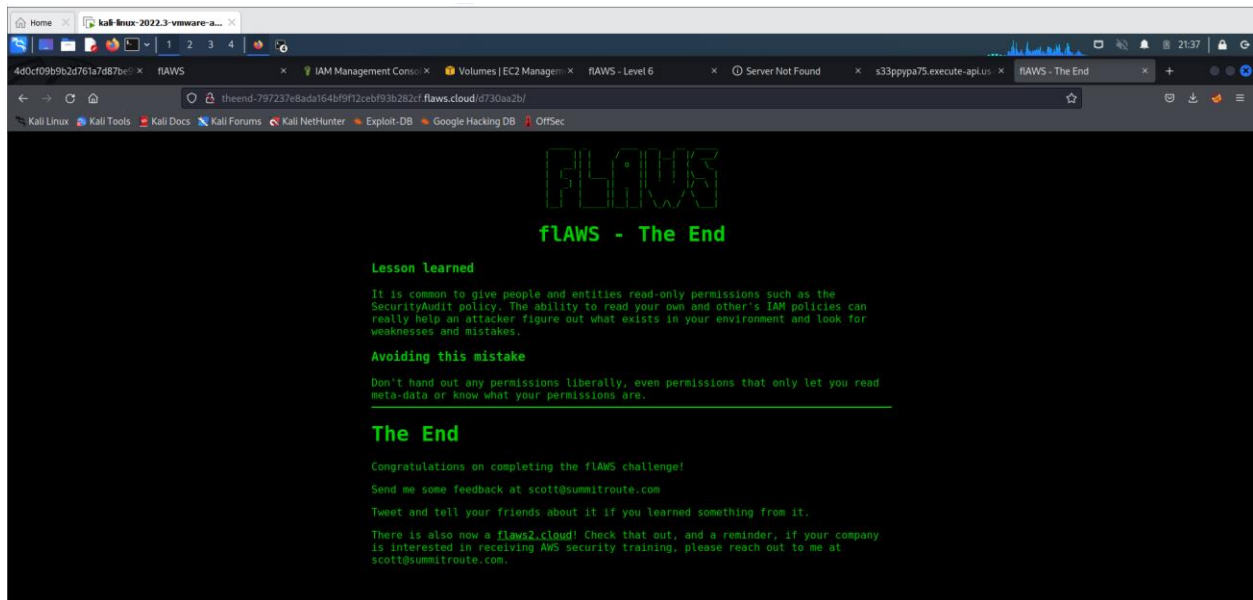 Home
kali-linux-2022.3-vmware-a...
1 2 3 4
21:37
4d0cf09b9b2d761a7d87be9
flAWS
IAM Management Consol
Volumes | EC2 Managem
flAWS - Level 6
Server Not Found
s33ppypa75.execute-api.us-
flAWS - The End
theend-797237e8ada164bf9f12cebf93b282cf.flaws.cloud/d730aa2b/
Kali Linux Kali Tools Kali Docs Kali Forums Kali NetHunter Exploit-DB Google Hacking DB OffSec
FLAWS
flAWS - The End
Lesson learned
It is common to give people and entities read-only permissions such as the
SecurityAudit policy. The ability to read your own and other's IAM policies can
really help an attacker figure out what exists in your environment and look for
weaknesses and mistakes.
Avoiding this mistake
Don't hand out any permissions liberally, even permissions that only let you read
meta-data or know what your permissions are.
The End
Congratulations on completing the flAWS challenge!
Send me some feedback at scott@summitroute.com
Tweet and tell your friends about it if you learned something from it.
There is also now a flaws2.cloud! Check that out, and a reminder, if your company
is interested in receiving AWS security training, please reach out to me at
scott@summitroute.com.